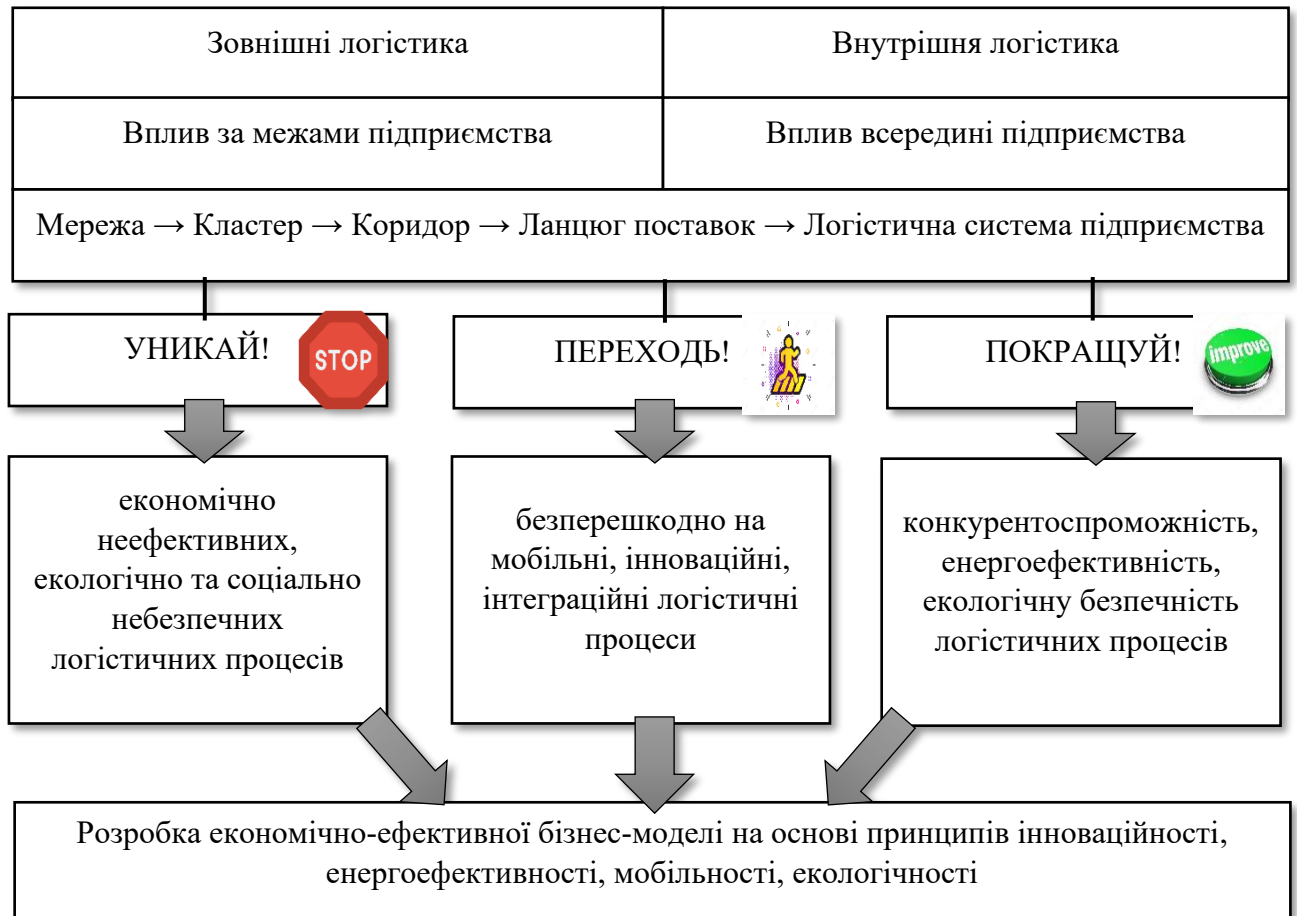 Зовнішні логістика
Внутрішня логістика
Вплив за межами підприємства
Вплив всередині підприємства
Мережа → Кластер → Коридор → Ланцюг поставок → Логістична система підприємства
УНИКАЙ!
STOP
ПЕРЕХОДЬ!
ПОКРАЩУЙ!
improve
економічно
неефективних,
екологічно та соціально
небезпечних
логістичних процесів
безперешкодно на
мобільні, інноваційні,
інтеграційні логістичні
процеси
конкурентоспроможність,
енергоефективність,
екологічну безпечність
логістичних процесів
Розробка економічно-ефективної бізнес-моделі на основі принципів інноваційності,
енергоефективності, мобільності, екологічності